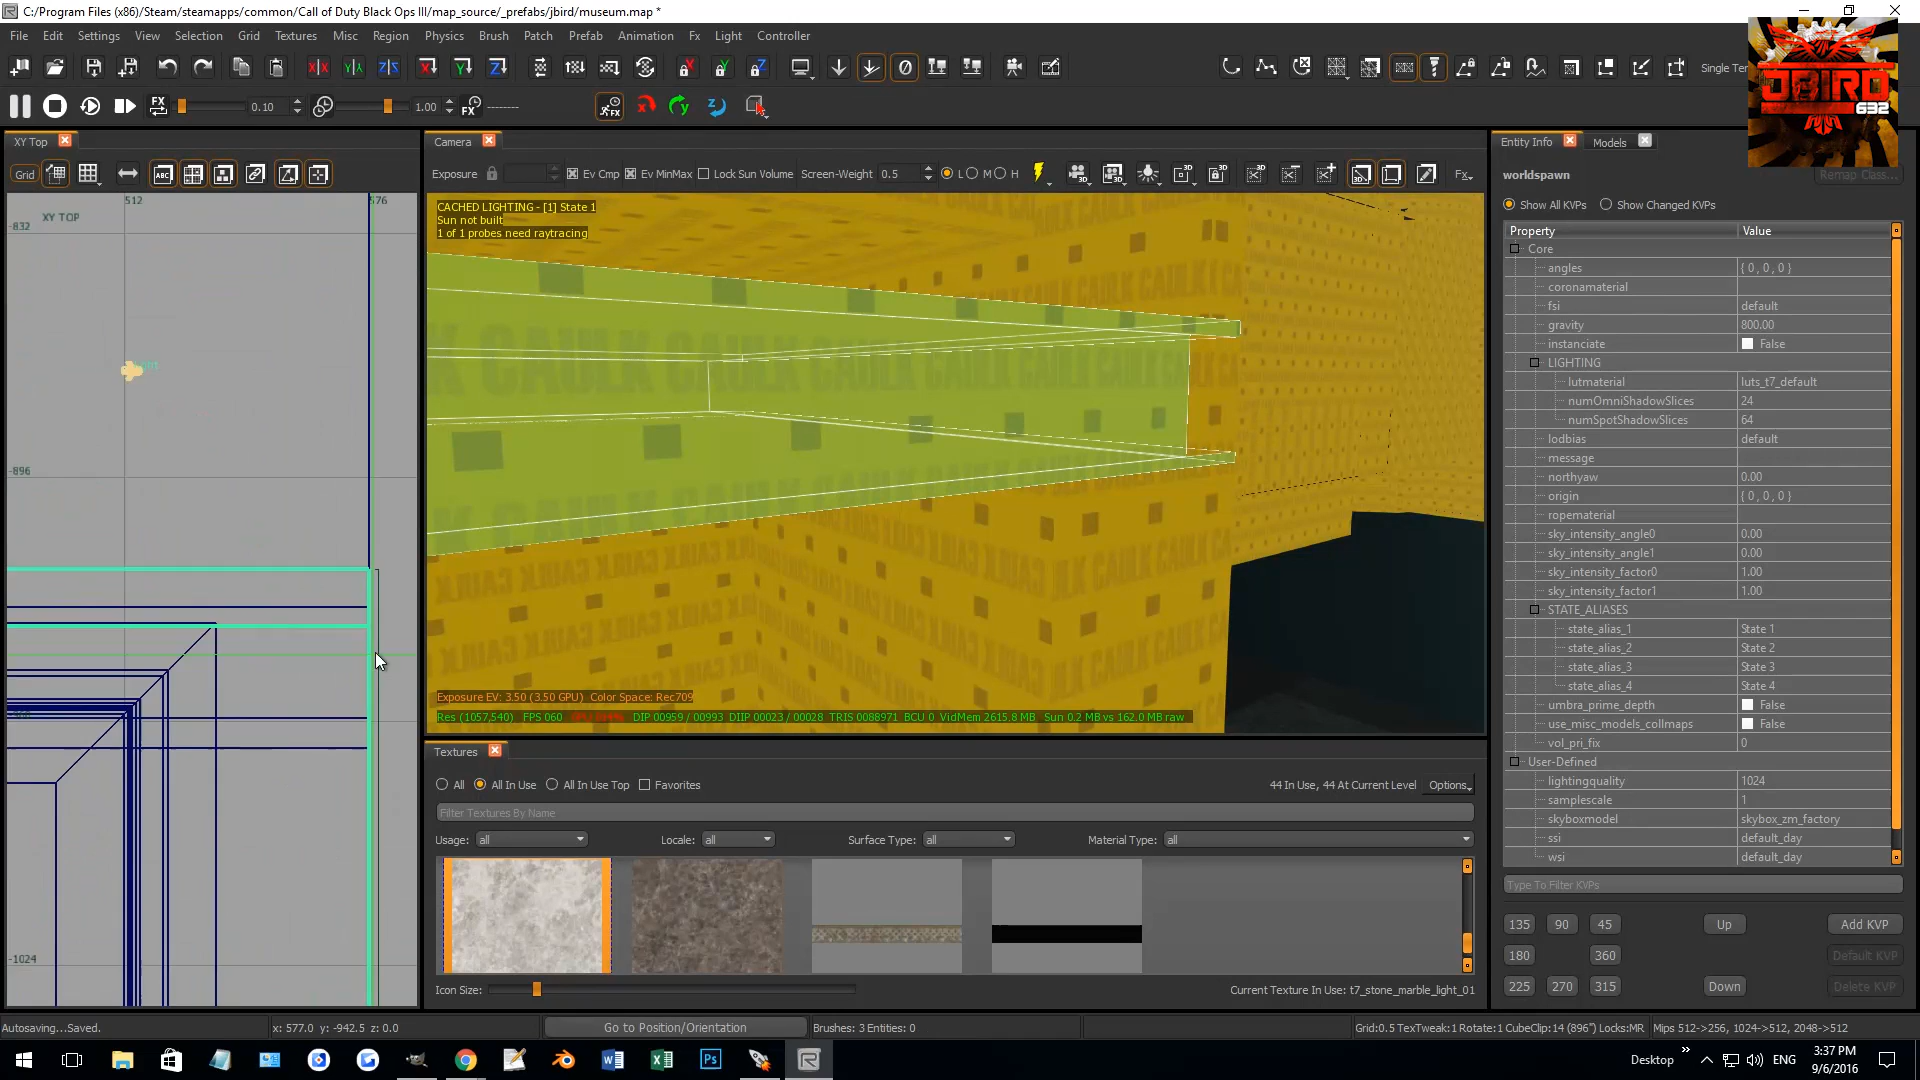 C:/Program Files (x86)/Steam/steamapps/common/Call of Duty Black Ops III/map_source/_prefabs/jbird/museum.map *
File Edit Settings View Selection Grid Textures Misc Region Physics Brush Patch Prefab Animation Fx Light Controller
Single Ter
JBIRD
632
FX 0.10 1.00 FX --------
XY Top
Camera
Entity Info Models
Grid
Exposure Ev Cmp Ev MinMax Lock Sun Volume Screen-Weight 0.5 L M H Fx
worldspawn Remap Class...
Show All KVPs Show Changed KVPs
XY TOP
512 576
-832
-896
-1024
CACHED LIGHTING - [1] State 1
Sun not built
1 of 1 probes need raytracing
CAULK
Exposure EV: 3.50 (3.50 GPU) Color Space: Rec709
Res (1057,540) FPS 060 DIP 00959 / 00993 DIIP 00023 / 00028 TRIS 0088971 BCU 0 VidMem 2615.8 MB Sun 0.2 MB vs 162.0 MB raw
Property Value
Core
angles { 0 , 0 , 0 }
coronamaterial
fsi default
gravity 800.00
instanciate False
LIGHTING
lutmaterial luts_t7_default
numOmniShadowSlices 24
numSpotShadowSlices 64
lodbias default
message
northyaw 0.00
origin { 0 , 0 , 0 }
ropematerial
sky_intensity_angle0 0.00
sky_intensity_angle1 0.00
sky_intensity_factor0 1.00
sky_intensity_factor1 1.00
STATE_ALIASES
state_alias_1 State 1
state_alias_2 State 2
state_alias_3 State 3
state_alias_4 State 4
umbra_prime_depth False
use_misc_models_collmaps False
vol_pri_fix 0
User-Defined
lightingquality 1024
samplescale 1
skyboxmodel skybox_zm_factory
ssi default_day
wsi default_day
Type To Filter KVPs
135 90 45 Up Add KVP
180 360 Default KVP
225 270 315 Down Delete KVP
Textures
All All In Use All In Use Top Favorites 44 In Use, 44 At Current Level Options
Filter Textures By Name
Usage: all Locale: all Surface Type: all Material Type: all
Icon Size: Current Texture In Use: t7_stone_marble_light_01
Autosaving...Saved. x: 577.0 y: -942.5 z: 0.0 Go to Position/Orientation Brushes: 3 Entities: 0 Grid:0.5 TexTweak:1 Rotate:1 CubeClip:14 (896") Locks:MR Mips 512->256, 1024->512, 2048->512
Desktop ENG 3:37 PM
9/6/2016